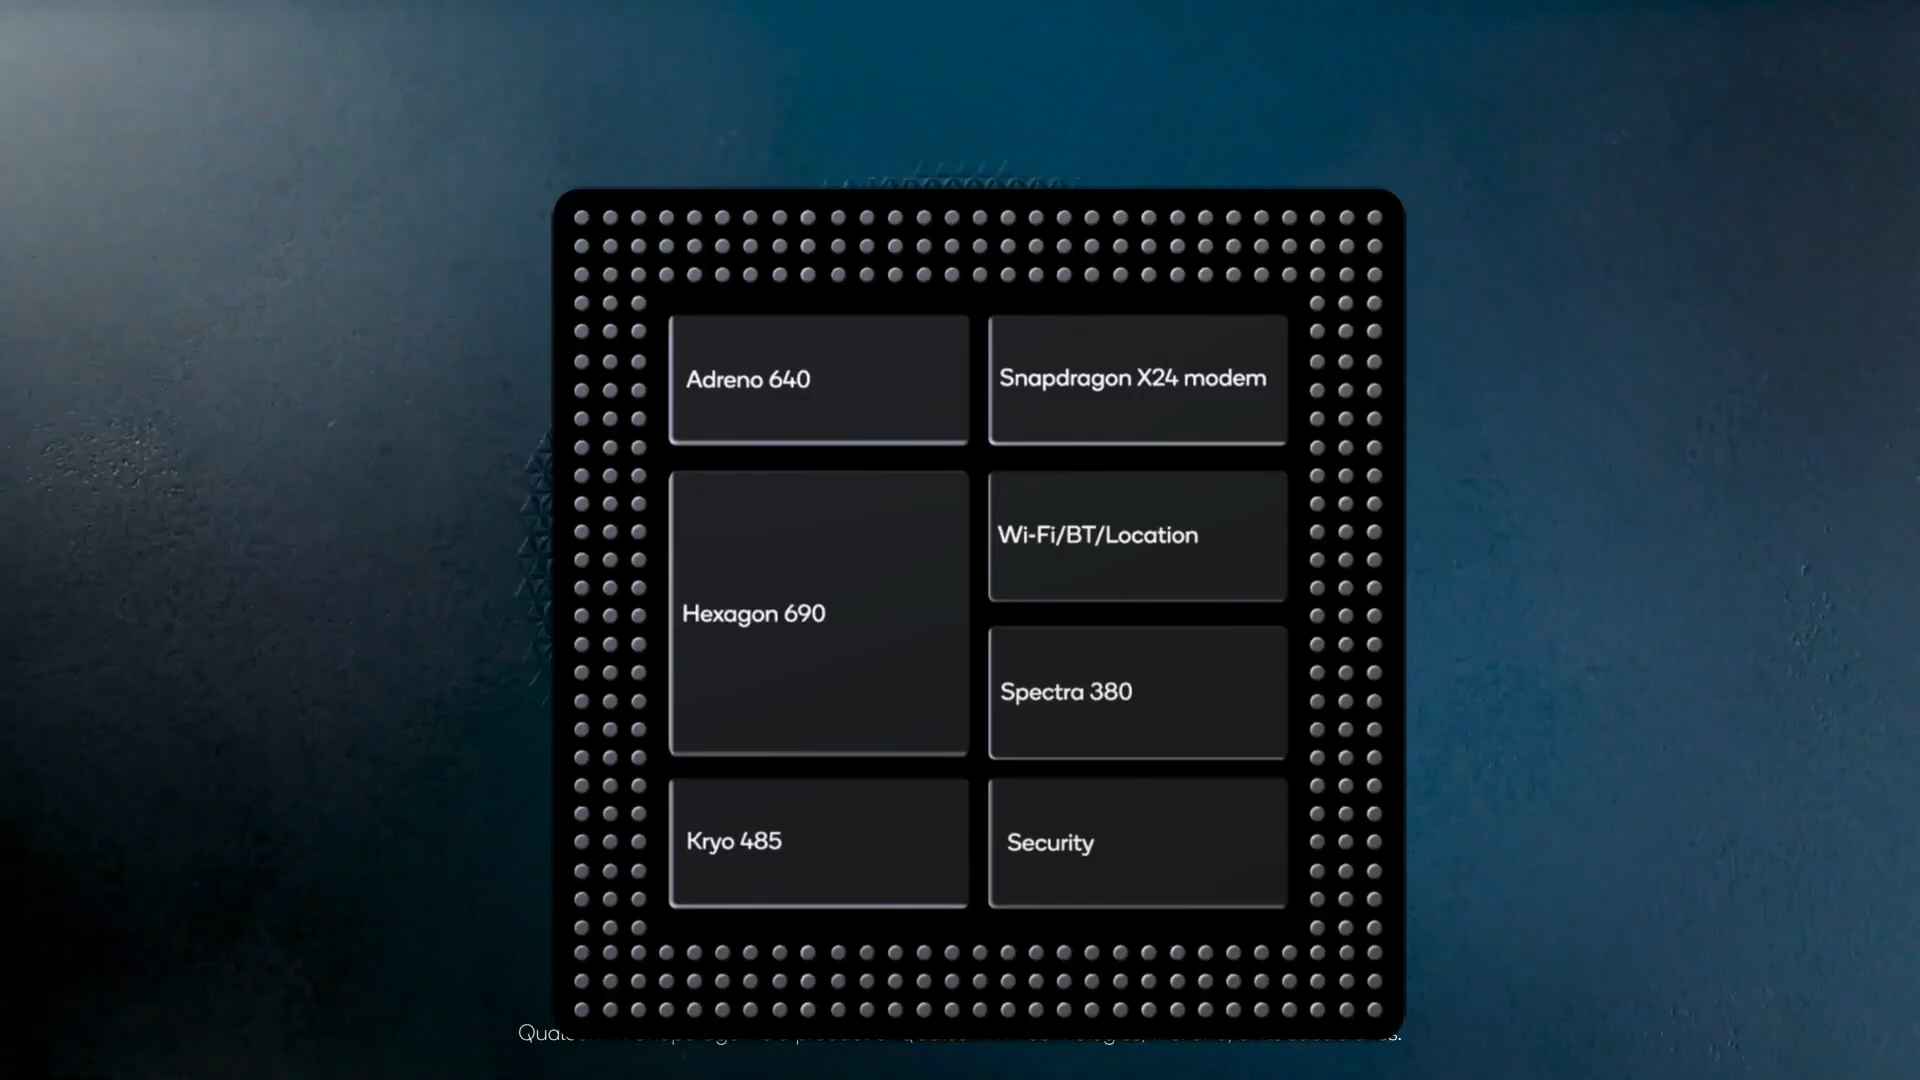 Adreno 640
Snapdragon X24 modem
Hexagon 690
Wi-Fi/BT/Location
Spectra 380
Kryo 485
Security